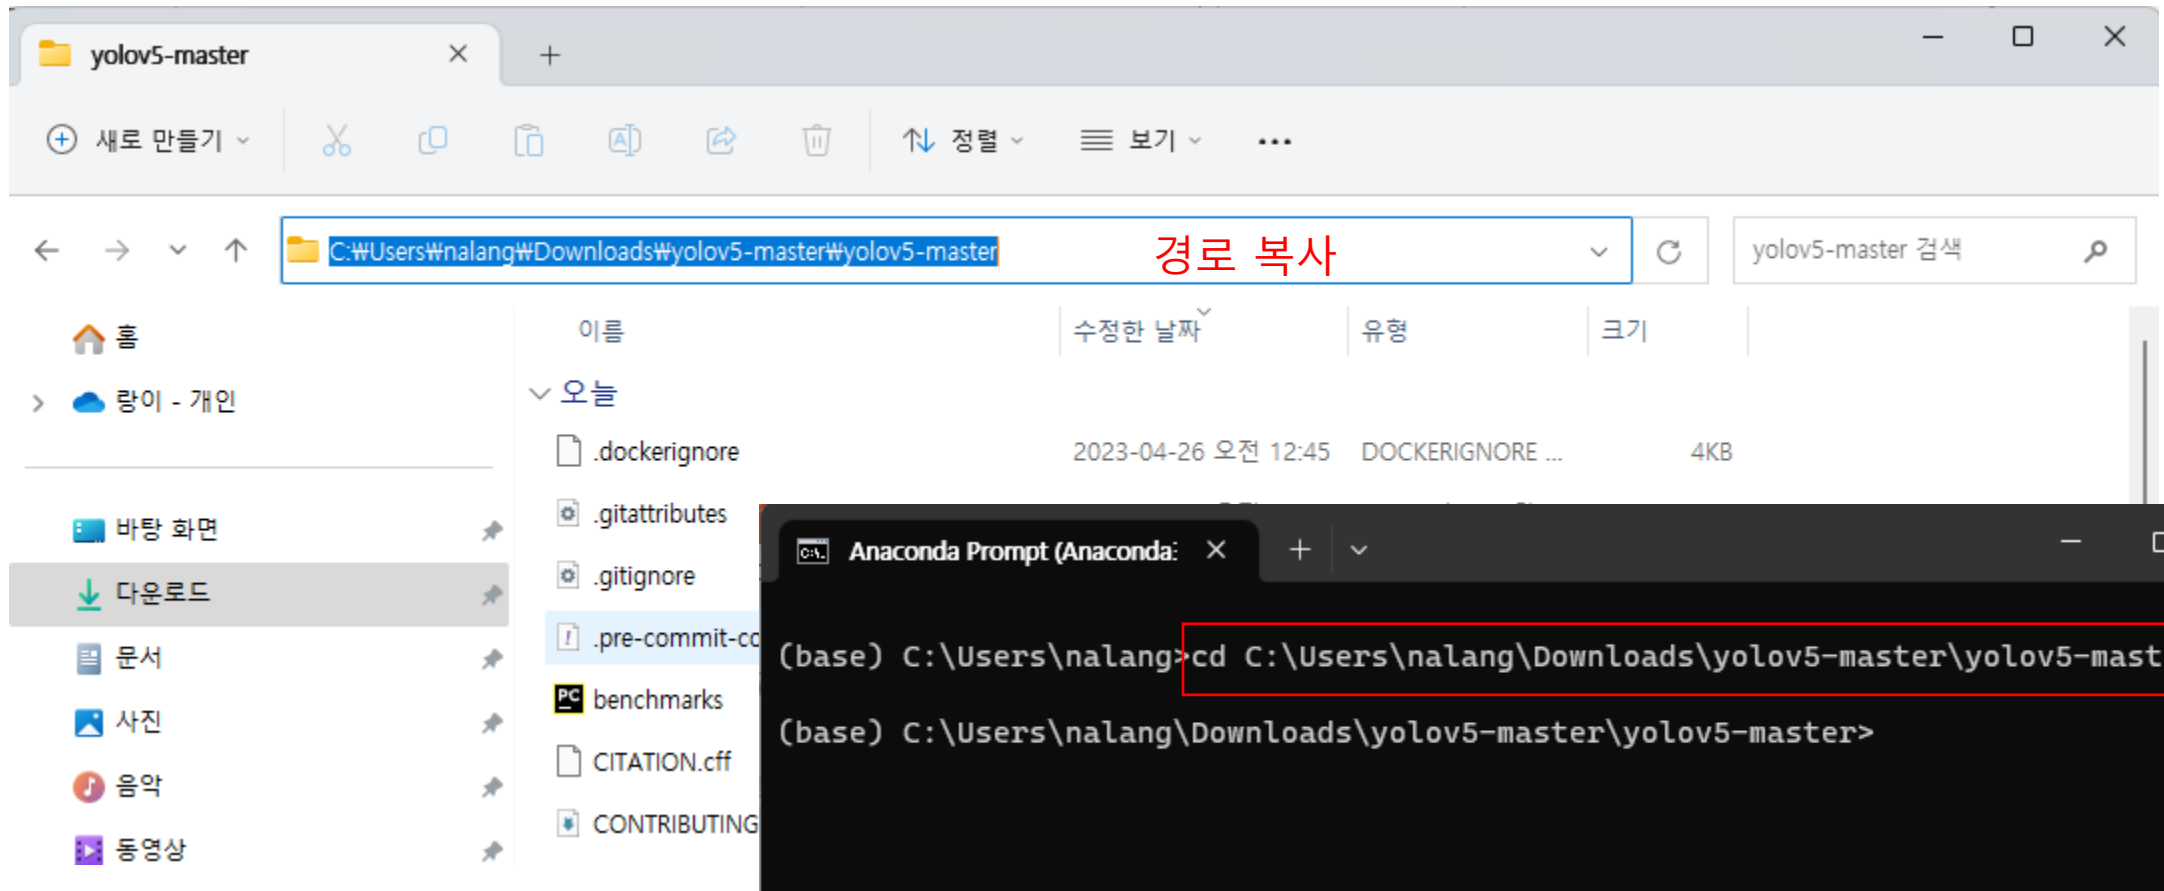 yolov5-master
새로 만들기
정렬
보기
C:₩Users₩nalang₩Downloads₩yolov5-master₩yolov5-master
경로 복사
yolov5-master 검색
홈
랑이 - 개인
바탕 화면
다운로드
문서
사진
음악
동영상
이름 수정한 날짜 유형 크기
오늘
.dockerignore 2023-04-26 오전 12:45 DOCKERIGNORE ... 4KB
.gitattributes
.gitignore
.pre-commit-co
benchmarks
CITATION.cff
CONTRIBUTING
Anaconda Prompt (Anaconda3
(base) C:\Users\nalang>cd C:\Users\nalang\Downloads\yolov5-master\yolov5-mast
(base) C:\Users\nalang\Downloads\yolov5-master\yolov5-master>